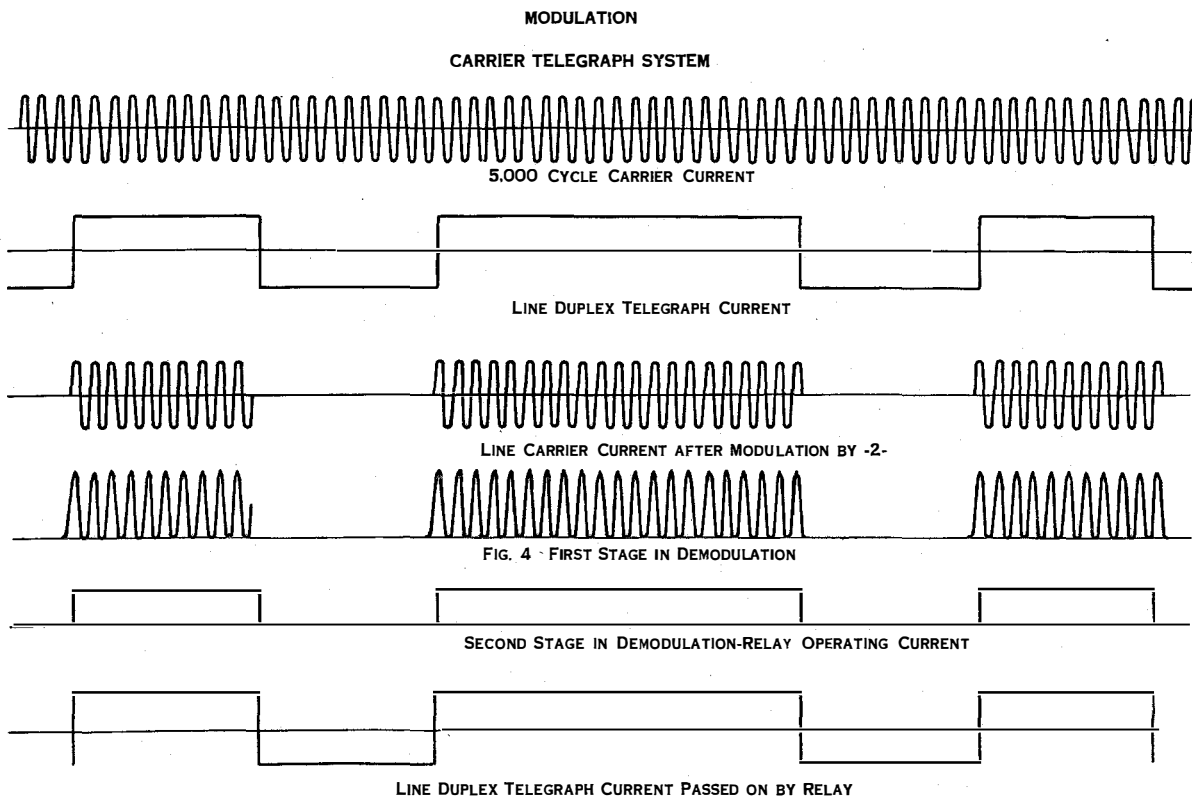 MODULATION
CARRIER TELEGRAPH SYSTEM
5,000 CYCLE CARRIER CURRENT
LINE DUPLEX TELEGRAPH CURRENT
LINE CARRIER CURRENT AFTER MODULATION BY -2-
FIG. 4 FIRST STAGE IN DEMODULATION
SECOND STAGE IN DEMODULATION-RELAY OPERATING CURRENT
LINE DUPLEX TELEGRAPH CURRENT PASSED ON BY RELAY